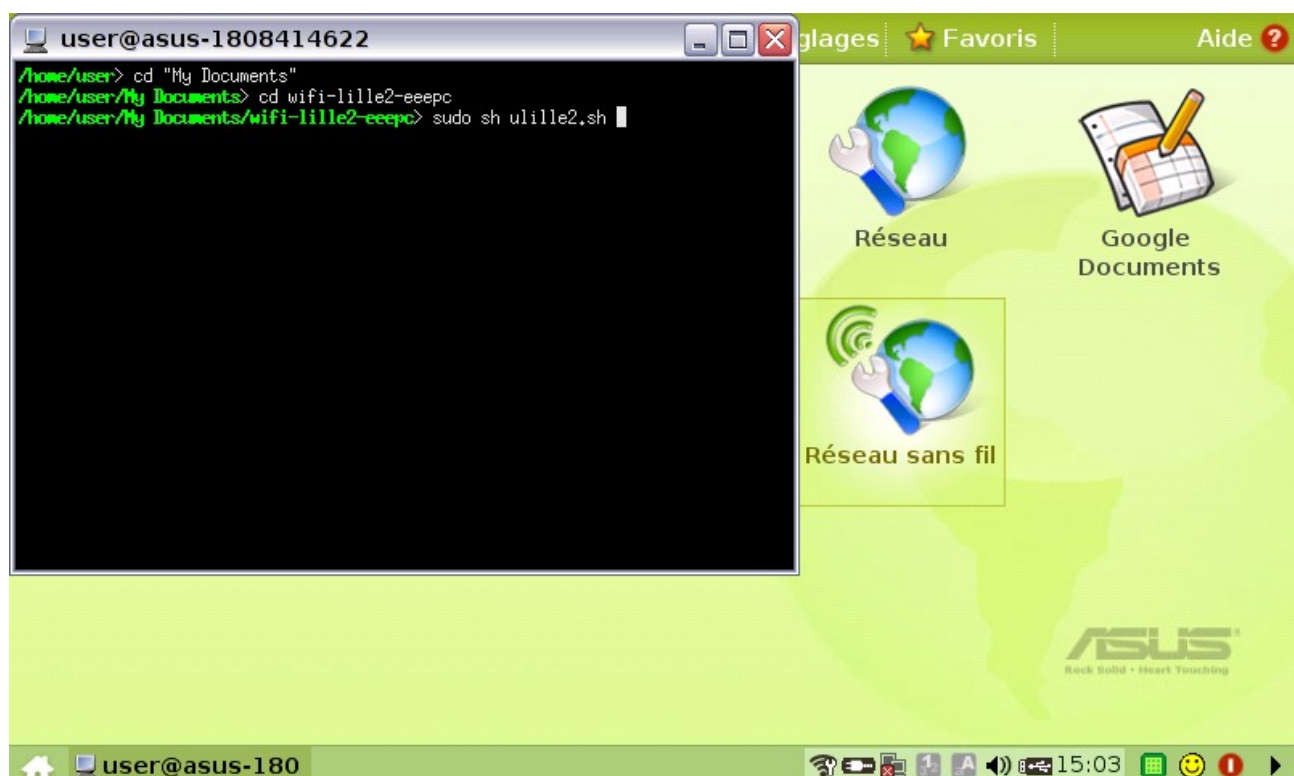 user@asus-1808414622
glages Favoris Aide
/home/user> cd "My Documents"
/home/user/My Documents> cd wifi-lille2-eeepc
/home/user/My Documents/wifi-lille2-eeepc> sudo sh ulille2.sh
Réseau
Google
Documents
Réseau sans fil
ASUS
Rock Solid • Heart Touching
user@asus-180
15:03